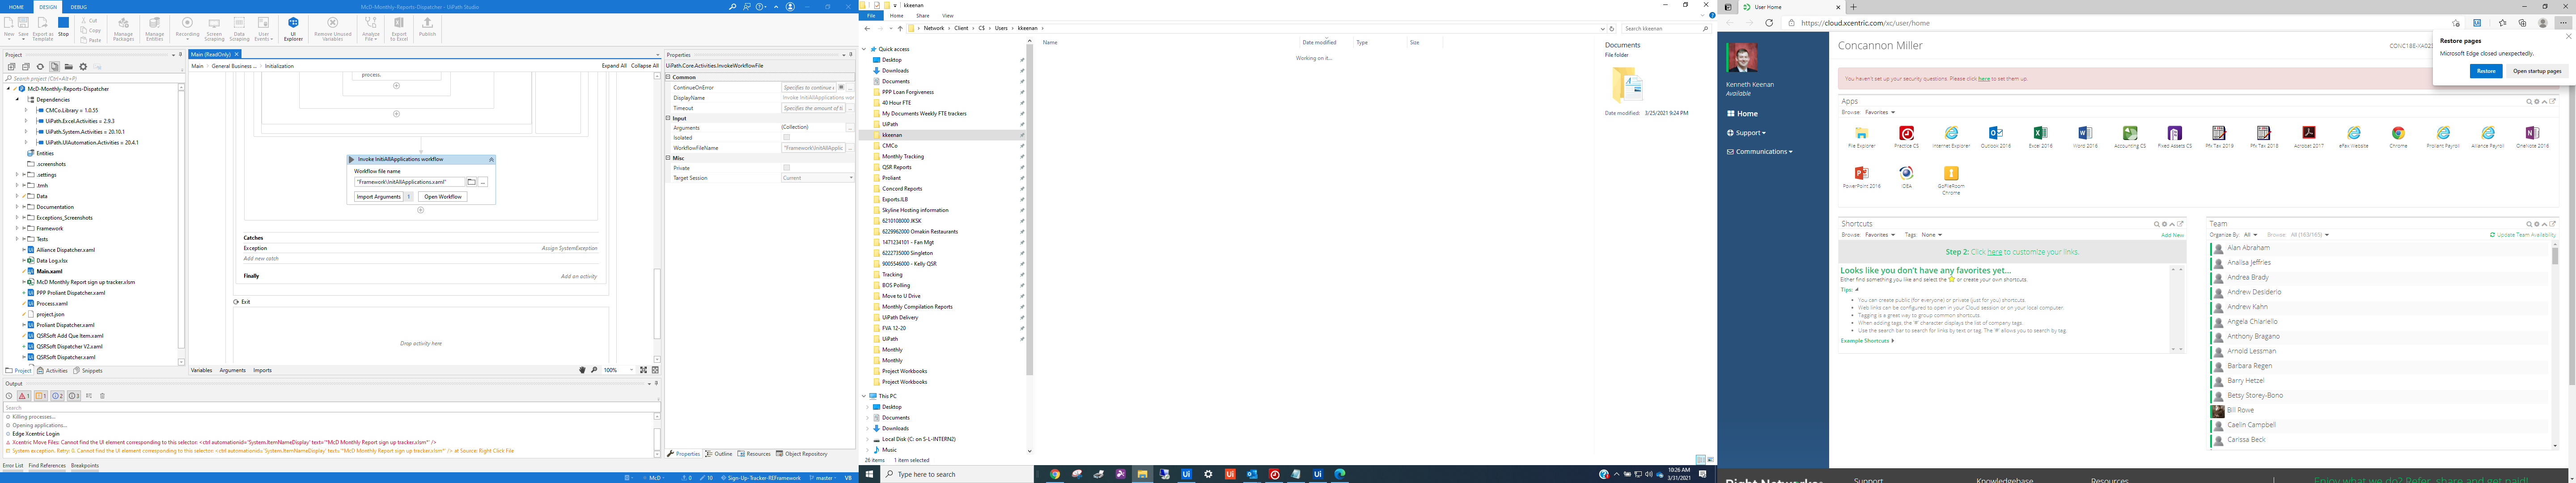 HOME DESIGN DEBUG
McD-Monthly-Reports-Dispatcher - UiPath Studio
New Save Export as Template Stop
Cut
Copy
Paste
Manage Packages Manage Entities Recording Screen Scraping Data Scraping User Events UI Explorer Remove Unused Variables Analyze File Export to Excel Publish
Project
Search project (Ctrl+Alt+F)
McD-Monthly-Reports-Dispatcher
Dependencies
CMCo.Library = 1.0.55
UiPath.Excel.Activities = 2.9.3
UiPath.System.Activities = 20.10.1
UiPath.UIAutomation.Activities = 20.4.1
Entities
.screenshots
.settings
.tmh
Data
Documentation
Exceptions_Screenshots
Framework
Tests
Alliance Dispatcher.xaml
Data Log.xlsx
Main.xaml
McD Monthly Report sign up tracker.xlsm
PPP Proliant Dispatcher.xaml
Process.xaml
project.json
Proliant Dispatcher.xaml
QSRSoft Add Que Item.xaml
QSRSoft Dispatcher V2.xaml
QSRSoft Dispatcher.xaml
Project Activities Snippets
Main (ReadOnly)
Main General Business ... Initialization
Expand All Collapse All
process.
Invoke InitiAllApplications workflow
Workflow file name
"Framework\InitAllApplications.xaml"
Import Arguments 1 Open Workflow
Catches
Exception Assign SystemException
Add new catch
Finally Add an activity
Exit
Drop activity here
Variables Arguments Imports 100%
Properties
UiPath.Core.Activities.InvokeWorkflowFile
Common
ContinueOnError Specifies to continue e
DisplayName Invoke InitiAllApplications wor
Timeout Specifies the amount of ti
Input
Arguments (Collection)
Isolated
WorkflowFileName "Framework\InitAllApplic
Misc
Private
Target Session Current
Properties Outline Resources Object Repository
Output
1 1 2 3
Search
Killing processes...
Opening applications...
Edge Xcentric Login
Xcentric Move Files: Cannot find the UI element corresponding to this selector: <ctrl automationid='System.ItemNameDisplay' text='*McD Monthly Report sign up tracker.xlsm*' />
System exception. Retry: 0. Cannot find the UI element corresponding to this selector: <ctrl automationid='System.ItemNameDisplay' text='*McD Monthly Report sign up tracker.xlsm*' /> at Source: Right Click File
Error List Find References Breakpoints
McD 0 10 Sign-Up-Tracker-REFramework master VB
kkeenan
File Home Share View
Network Client C$ Users kkeenan
Search kkeenan
Name Date modified Type Size
Working on it...
Quick access
Desktop
Downloads
Documents
PPP Loan Forgiveness
40 Hour FTE
My Documents Weekly FTE trackers
UiPath
kkeenan
CMCo
Monthly Tracking
QSR Reports
Proliant
Concord Reports
Exports.ILB
Skyline Hosting information
6210108000 JKSK
6229962000 Omakin Restaurants
1471234101 - Fan Mgt
6222735000 Singleton
9005546000 - Kelly QSR
Tracking
BOS Polling
Move to U Drive
Monthly Compilation Reports
UiPath Delivery
FVA 12-20
UiPath
Monthly
Monthly
Project Workbooks
Project Workbooks
This PC
Desktop
Documents
Downloads
Local Disk (C: on S-L-INTERN2)
Music
26 items 1 item selected
Documents
File folder
Date modified: 3/25/2021 9:24 PM
Type here to search
10:26 AM
3/31/2021
User Home
https://cloud.xcentric.com/xc/user/home
Restore pages
Microsoft Edge closed unexpectedly.
Restore Open startup pages
Kenneth Keenan
Available
Home
Support
Communications
Concannon Miller
You haven't set up your security questions. Please click here to set them up.
Apps
Browse: Favorites
File Explorer Practice CS Internet Explorer Outlook 2016 Excel 2016 Word 2016 Accounting CS Fixed Assets CS Pfx Tax 2019 Pfx Tax 2018 Acrobat 2017 eFax Website Chrome Proliant Payroll Alliance Payroll OneNote 2016
PowerPoint 2016 IDEA GoFileRoom Chrome
Shortcuts
Browse: Favorites Tags: None Add New
Step 2: Click here to customize your links.
Looks like you don't have any favorites yet...
Either find something you like and select the or create your own shortcuts.
Tips:
You can create public (for everyone) or private (just for you) shortcuts.
Web links can be configured to open in your Cloud session or on your local computer.
Tagging is a great way to group common shortcuts.
When adding tags, the '#' character displays the list of company tags.
Use the search bar to search for links by text or tag. The '#' allows you to search by tag.
Example Shortcuts
Team
Organize By: All Browse: All (163/163) Update Team Availability
Alan Abraham
Analisa Jeffries
Andrea Brady
Andrew Desiderio
Andrew Kahn
Angela Chiariello
Anthony Bragano
Arnold Lessman
Barbara Regen
Barry Hetzel
Betsy Storey-Bono
Bill Rowe
Caelin Campbell
Carissa Beck
Right Networks Support Knowledgebase Resources Enjoy what we do? Refer, share and get paid!